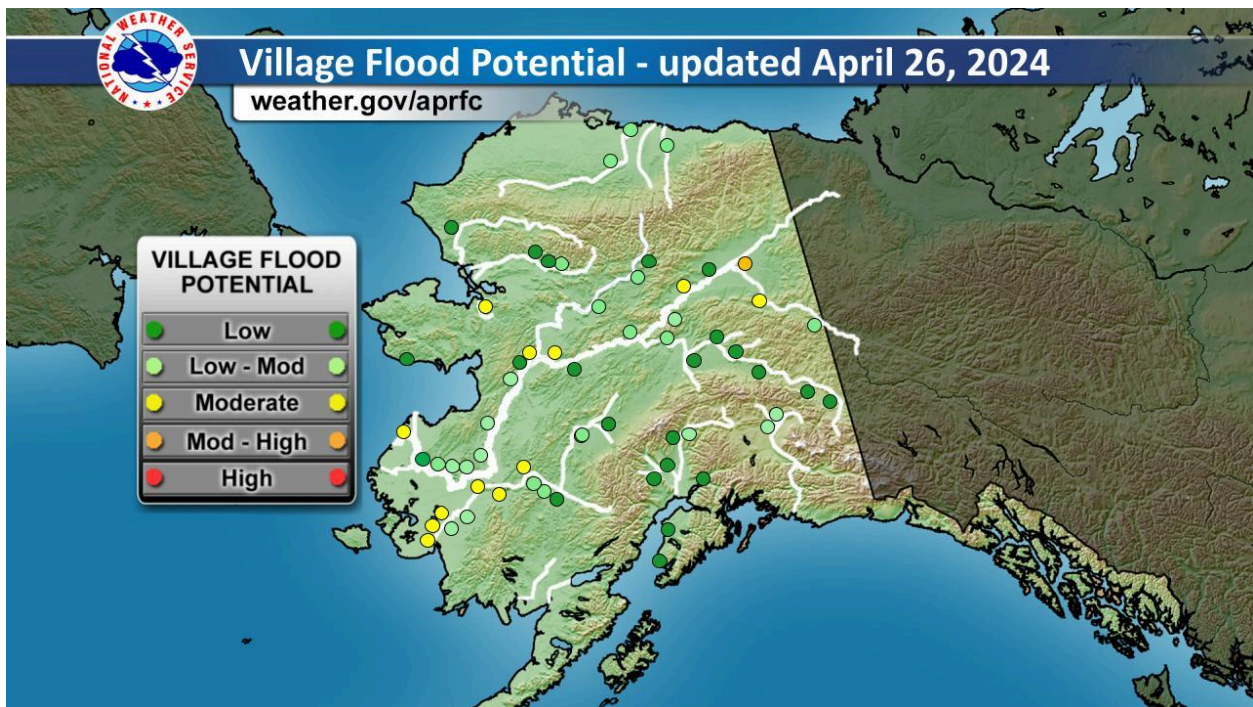 NATIONAL WEATHER SERVICE
Village Flood Potential - updated April 26, 2024
weather.gov/aprfc
VILLAGE FLOOD
POTENTIAL
Low
Low - Mod
Moderate
Mod - High
High